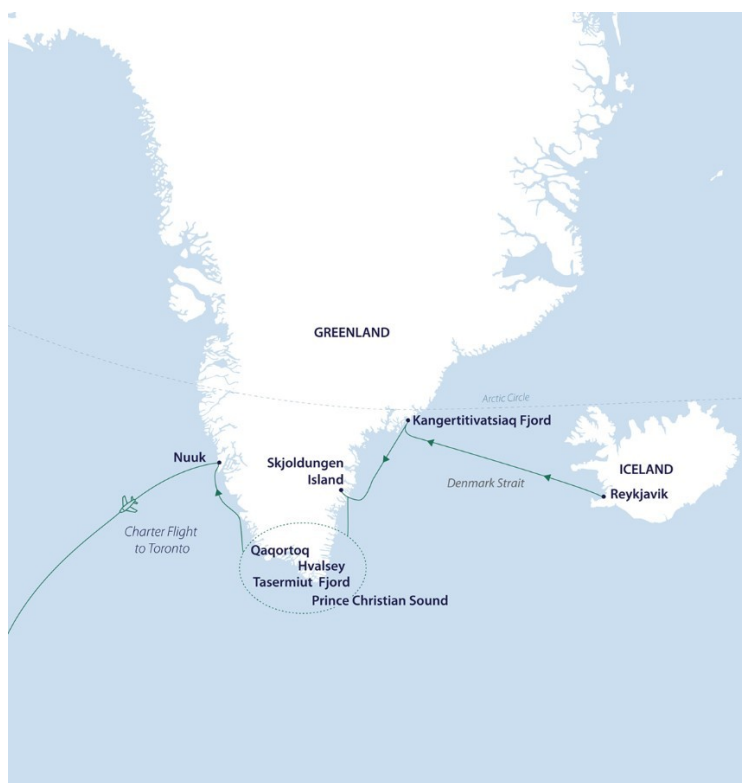 GREENLAND
Arctic Circle
Kangertitivatsiaq Fjord
Nuuk
Skjoldungen
Island
ICELAND
Denmark Strait
Reykjavik
Charter Flight
to Toronto
Qaqortoq
Hvalsey
Tasermiut Fjord
Prince Christian Sound